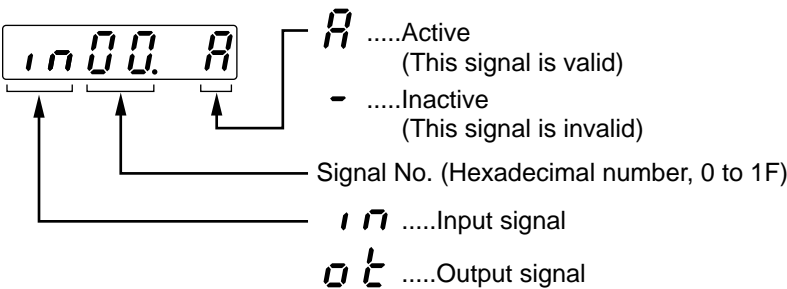 in00. A
A .....Active
(This signal is valid)
- .....Inactive
(This signal is invalid)
Signal No. (Hexadecimal number, 0 to 1F)
in .....Input signal
ot .....Output signal